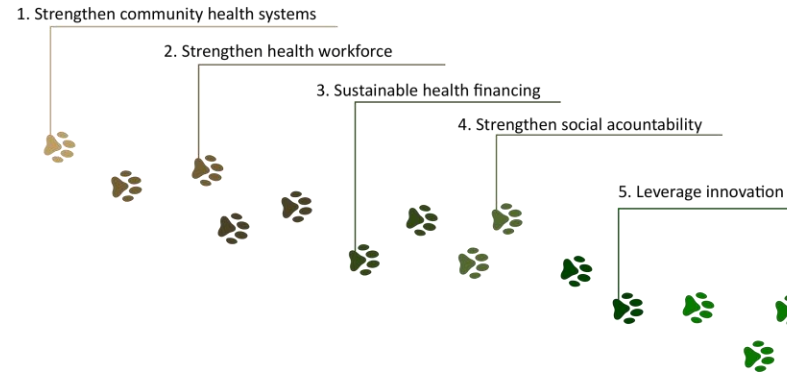 1. Strengthen community health systems
2. Strengthen health workforce
3. Sustainable health financing
4. Strengthen social acountability
5. Leverage innovation